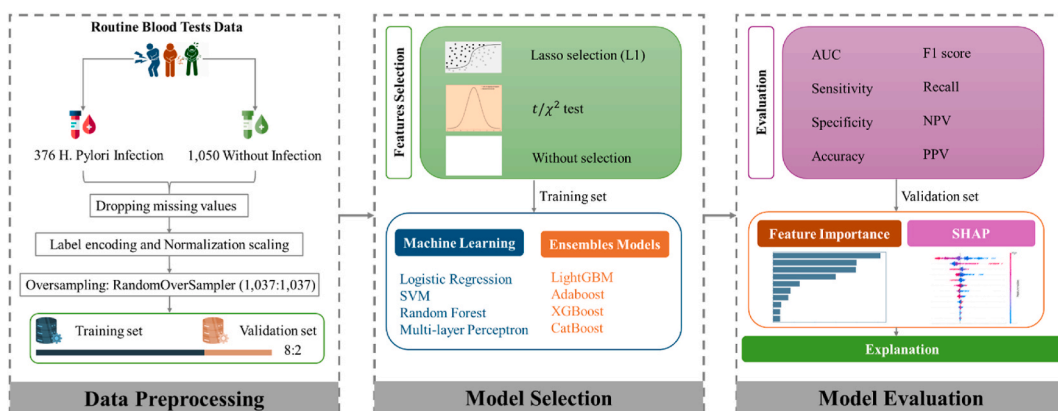 Routine Blood Tests Data
376 H. Pylori Infection
1,050 Without Infection
Dropping missing values
Label encoding and Normalization scaling
Oversampling: RandomOverSampler (1,037:1,037)
Training set
Validation set
8:2
Data Preprocessing
Features Selection
Lasso selection (L1)
t/χ² test
Without selection
Training set
Machine Learning
Logistic Regression
SVM
Random Forest
Multi-layer Perceptron
Ensembles Models
LightGBM
Adaboost
XGBoost
CatBoost
Model Selection
Evaluation
AUC
F1 score
Sensitivity
Recall
Specificity
NPV
Accuracy
PPV
Validation set
Feature Importance
SHAP
Explanation
Model Evaluation